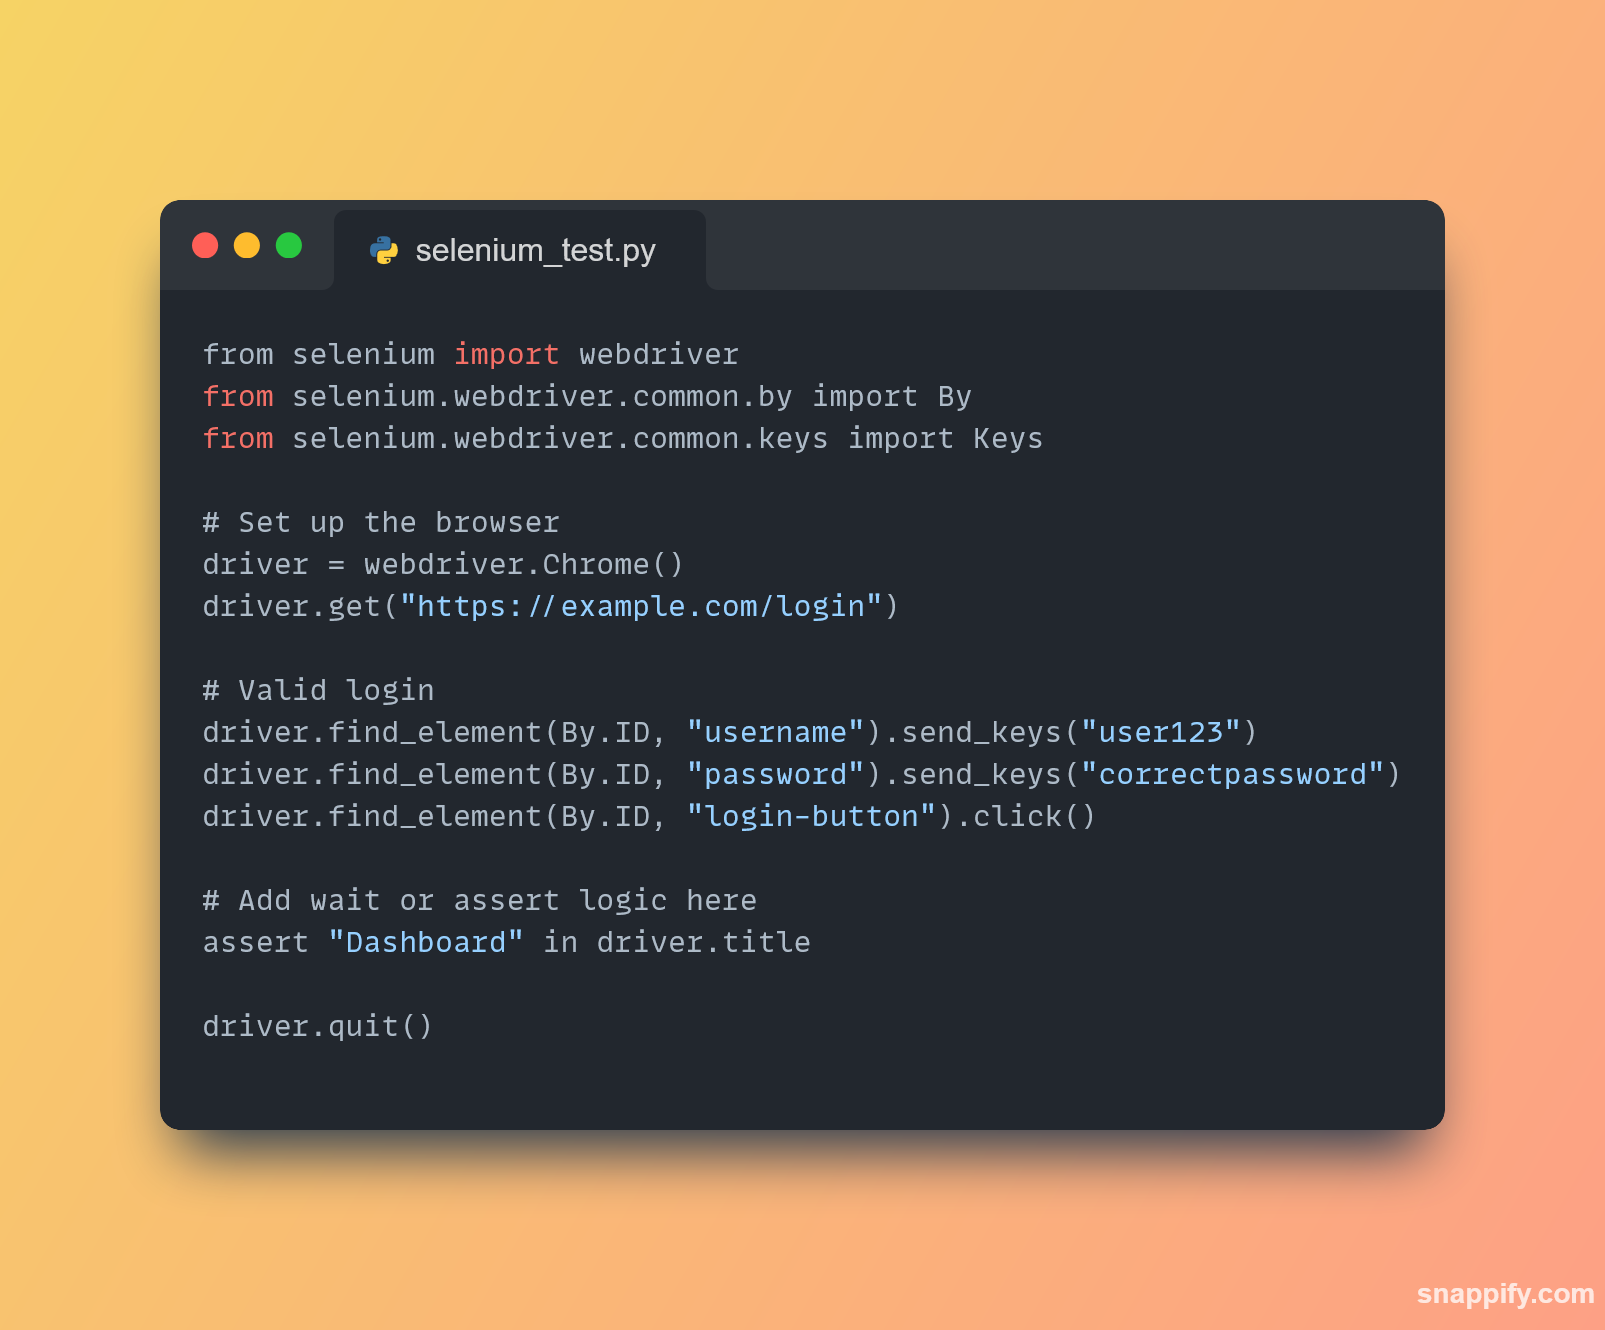 selenium_test.py
from selenium import webdriver
from selenium.webdriver.common.by import By
from selenium.webdriver.common.keys import Keys
# Set up the browser
driver = webdriver.Chrome()
driver.get("https://example.com/login")
# Valid login
driver.find_element(By.ID, "username").send_keys("user123")
driver.find_element(By.ID, "password").send_keys("correctpassword")
driver.find_element(By.ID, "login-button").click()
# Add wait or assert logic here
assert "Dashboard" in driver.title
driver.quit()
snappify.com